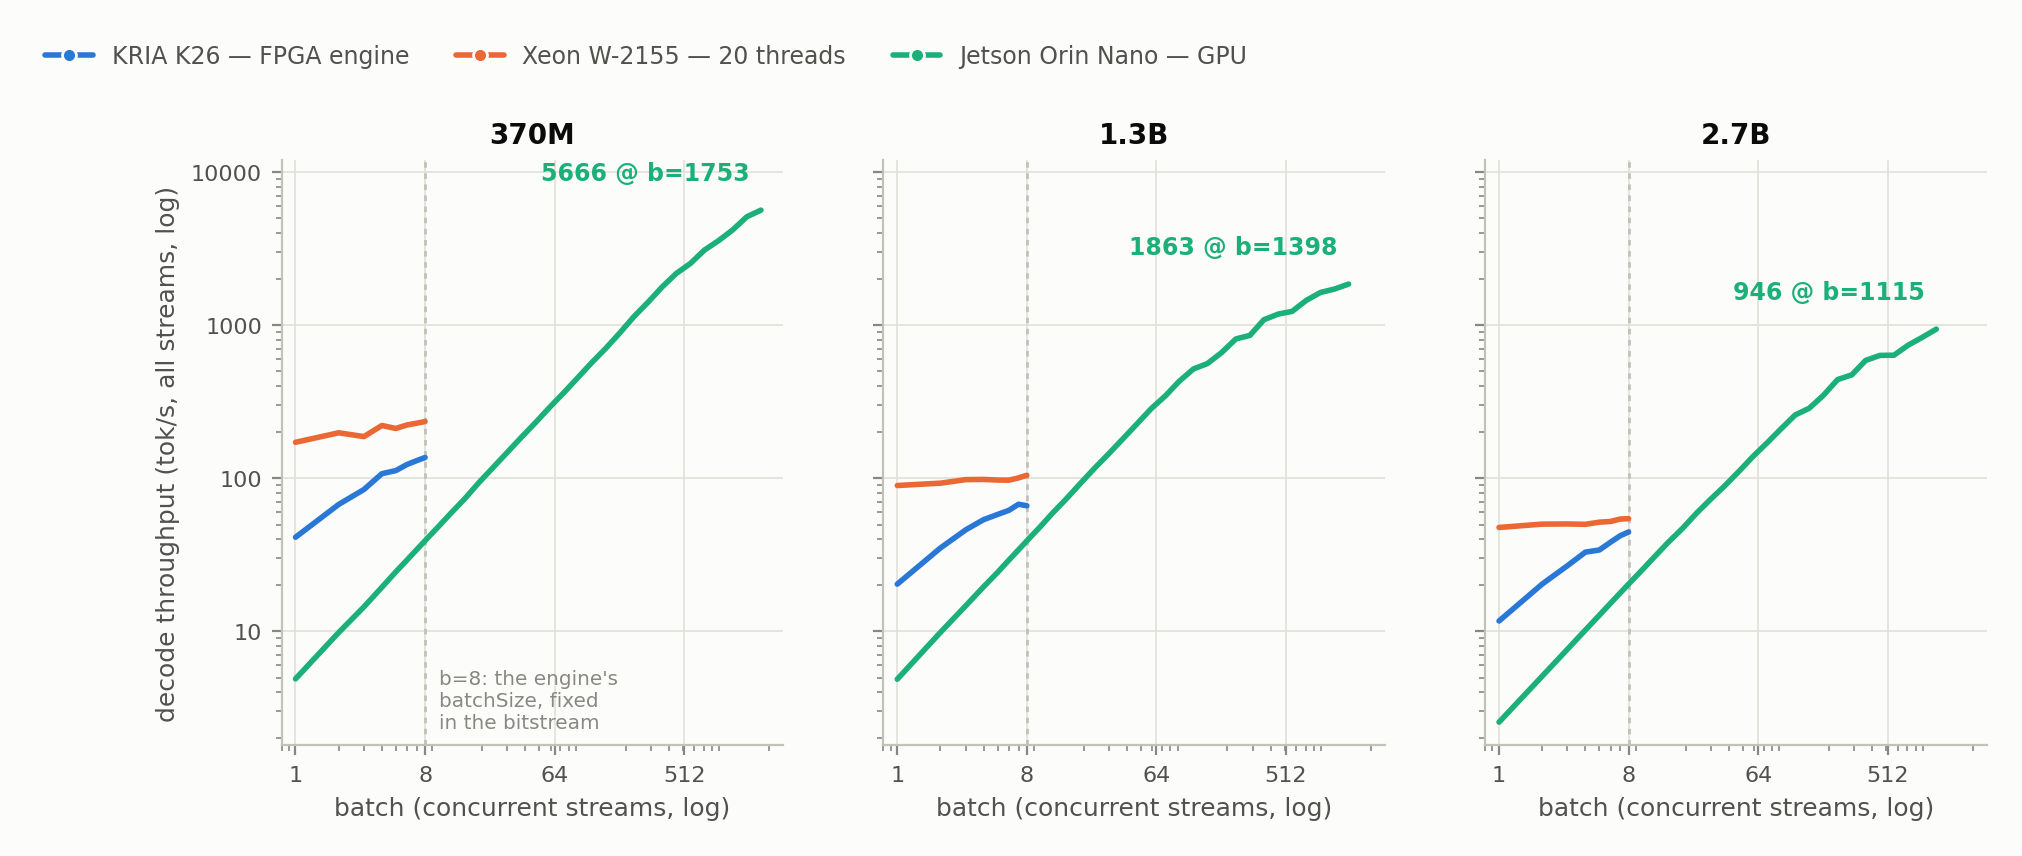 KRIA K26 — FPGA engine
Xeon W-2155 — 20 threads
Jetson Orin Nano — GPU
370M
1.3B
2.7B
decode throughput (tok/s, all streams, log)
10000
1000
100
10
5666 @ b=1753
1863 @ b=1398
946 @ b=1115
b=8: the engine's
batchSize, fixed
in the bitstream
1 8 64 512
1 8 64 512
1 8 64 512
batch (concurrent streams, log)
batch (concurrent streams, log)
batch (concurrent streams, log)